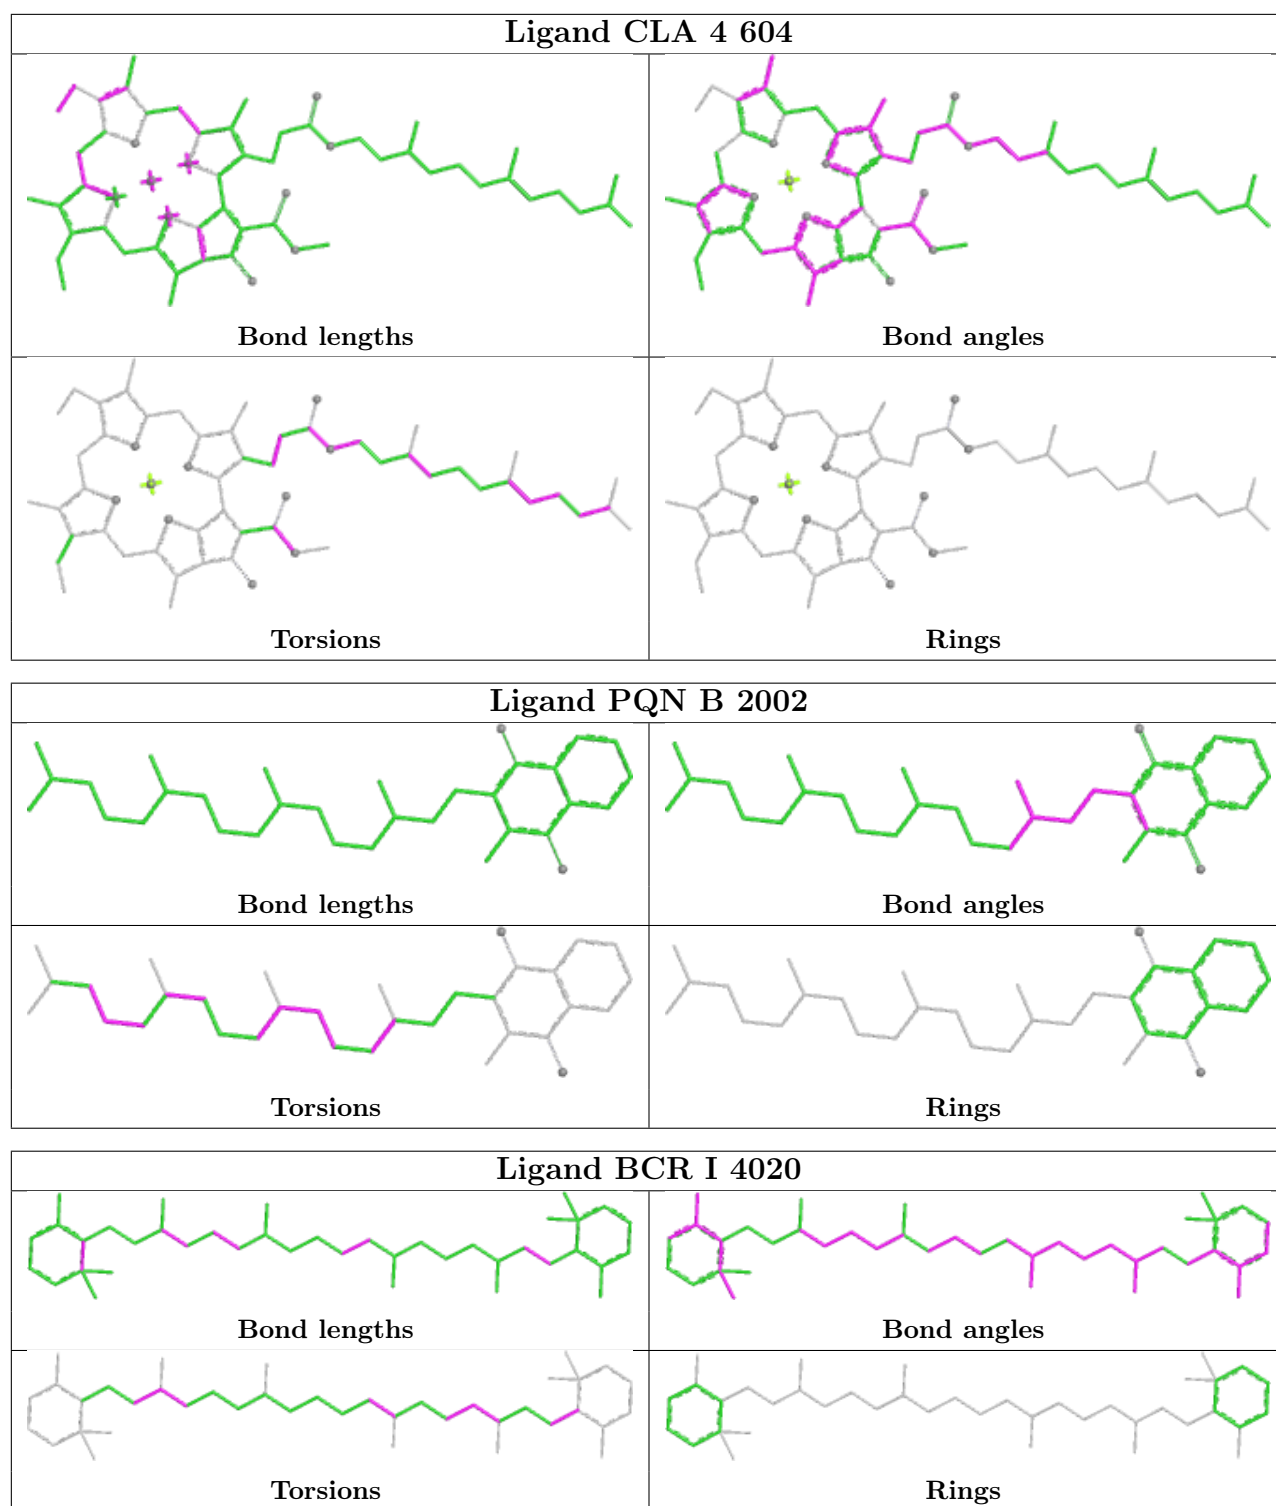 Ligand CLA 4 604
Bond lengths
Bond angles
Torsions
Rings
Ligand PQN B 2002
Bond lengths
Bond angles
Torsions
Rings
Ligand BCR I 4020
Bond lengths
Bond angles
Torsions
Rings